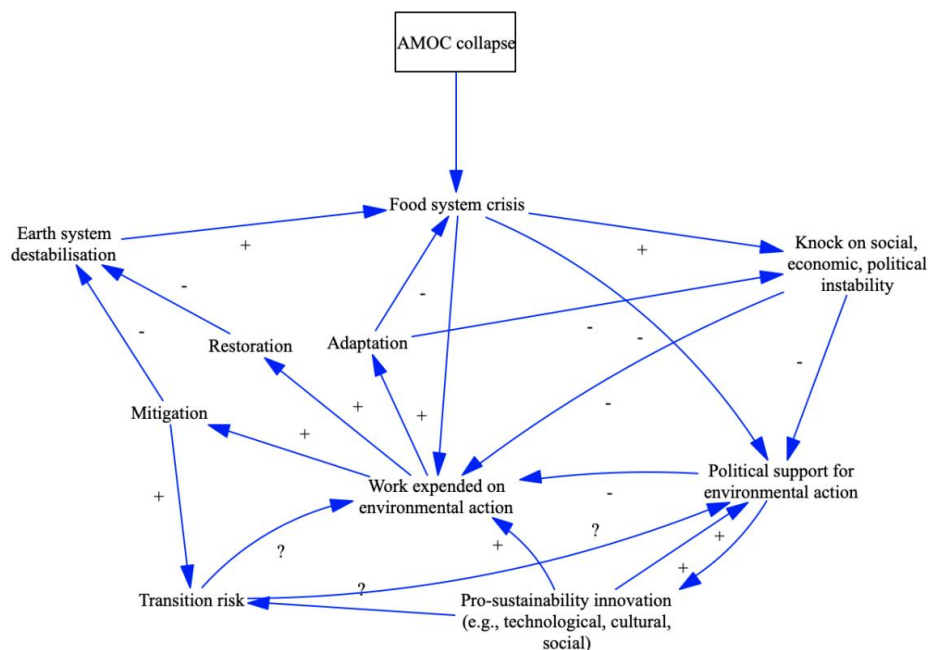 AMOC collapse
Food system crisis
Earth system
destabilisation
+
+
Knock on social,
economic, political
instability
-
-
-
Restoration
Adaptation
-
-
-
-
Mitigation
+
+
+
-
+
Work expended on
environmental action
Political support for
environmental action
-
+
?
+
?
+
+
?
Transition risk
Pro-sustainability innovation
(e.g., technological, cultural,
social)